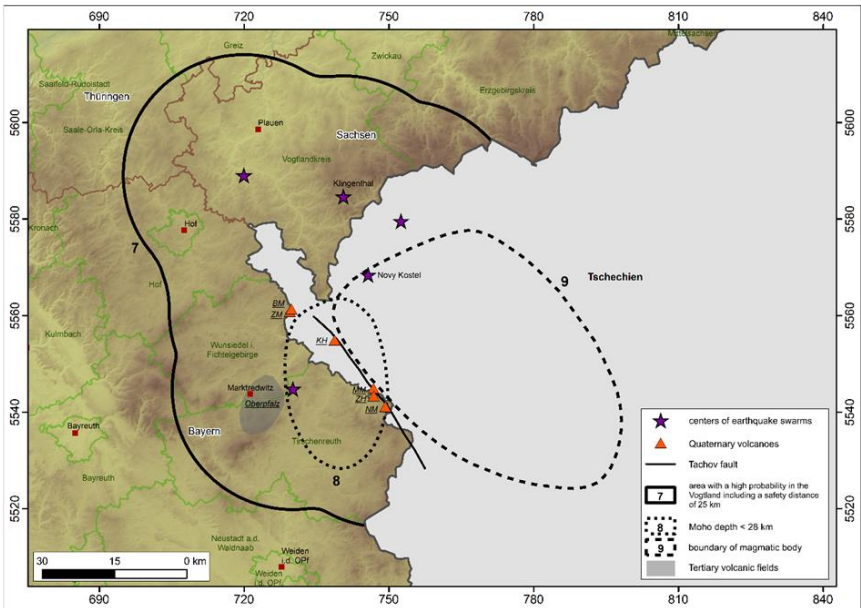 690 720 750 780 810 840
Greiz
Zwickau
Mittelsachsen
Saalfeld-Rudolstadt
Thüringen
Erzgebirgskreis
5600 5600
Plauen
Saale-Orla-Kreis
Sachsen
Vogtlandkreis
Klingenthal
5580 5580
Kronach
Hof
7
Novy Kostel
9
Tschechien
Hof
5560 5560
BM
ZM
Kulmbach
KH
Wunsiedel i.
Fichtelgebirge
Marktredwitz
Oberpfalz
MM
ZH
NM
5540 5540
Bayreuth
Bayern
Tirschenreuth
Bayreuth
8
5520 5520
Neustadt a.d.
Waldnaab
Weiden
i.d. OPf
Weiden
(i.d. OPf)
30 15 0 km
centers of earthquake swarms
Quaternary volcanoes
Tachov fault
7
area with a high probability in the
Vogtland including a safety distance
of 25 km
8
Moho depth < 28 km
9
boundary of magmatic body
Tertiary volcanic fields
690 720 750 780 810 840